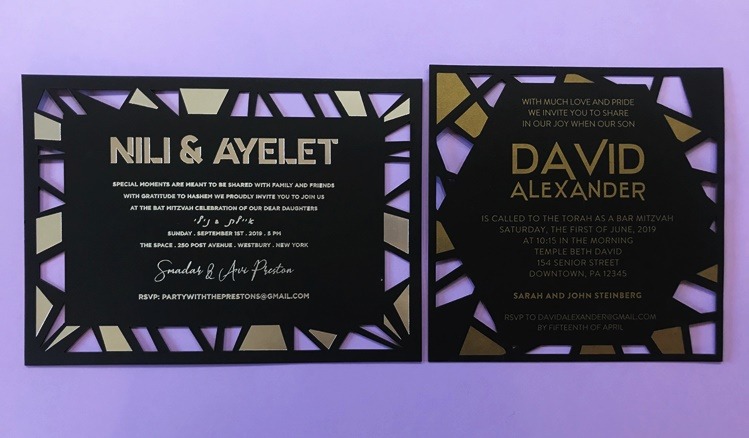 NILI & AYELET
SPECIAL MOMENTS ARE MEANT TO BE SHARED WITH FAMILY AND FRIENDS
WITH GRATITUDE TO HASHEM WE PROUDLY INVITE YOU TO JOIN US
AT THE BAT MITZVAH CELEBRATION OF OUR DEAR DAUGHTERS
איילת & נילי
SUNDAY . SEPTEMBER 1ST . 2019 . 5 PM
THE SPACE . 250 POST AVENUE . WESTBURY . NEW YORK
Smadar & Avi Preston
RSVP: PARTYWITHTHEPRESTONS@GMAIL.COM
WITH MUCH LOVE AND PRIDE
WE INVITE YOU TO SHARE
IN OUR JOY WHEN OUR SON
DAVID
ALEXANDER
IS CALLED TO THE TORAH AS A BAR MITZVAH
SATURDAY, THE FIRST OF JUNE, 2019
AT 10:15 IN THE MORNING
TEMPLE BETH DAVID
154 SENIOR STREET
DOWNTOWN, PA 12345
SARAH AND JOHN STEINBERG
RSVP TO DAVIDALEXANDER@GMAIL.COM
BY FIFTEENTH OF APRIL